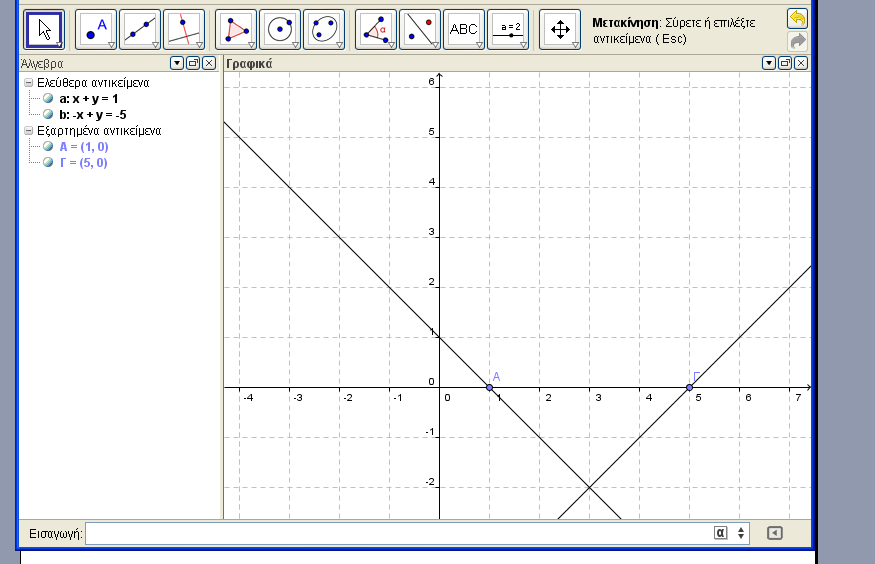 A
α
ABC
a = 2
Μετακίνηση: Σύρετε ή επιλέξτε
αντικείμενα ( Esc)
Άλγεβρα
Γραφικά
Ελεύθερα αντικείμενα
a: x + y = 1
b: -x + y = -5
Εξαρτημένα αντικείμενα
Α = (1, 0)
Γ = (5, 0)
6
5
4
3
2
1
0
-1
-2
Α
Γ
-4 -3 -2 -1 0 1 2 3 4 5 6 7
Εισαγωγή:
α